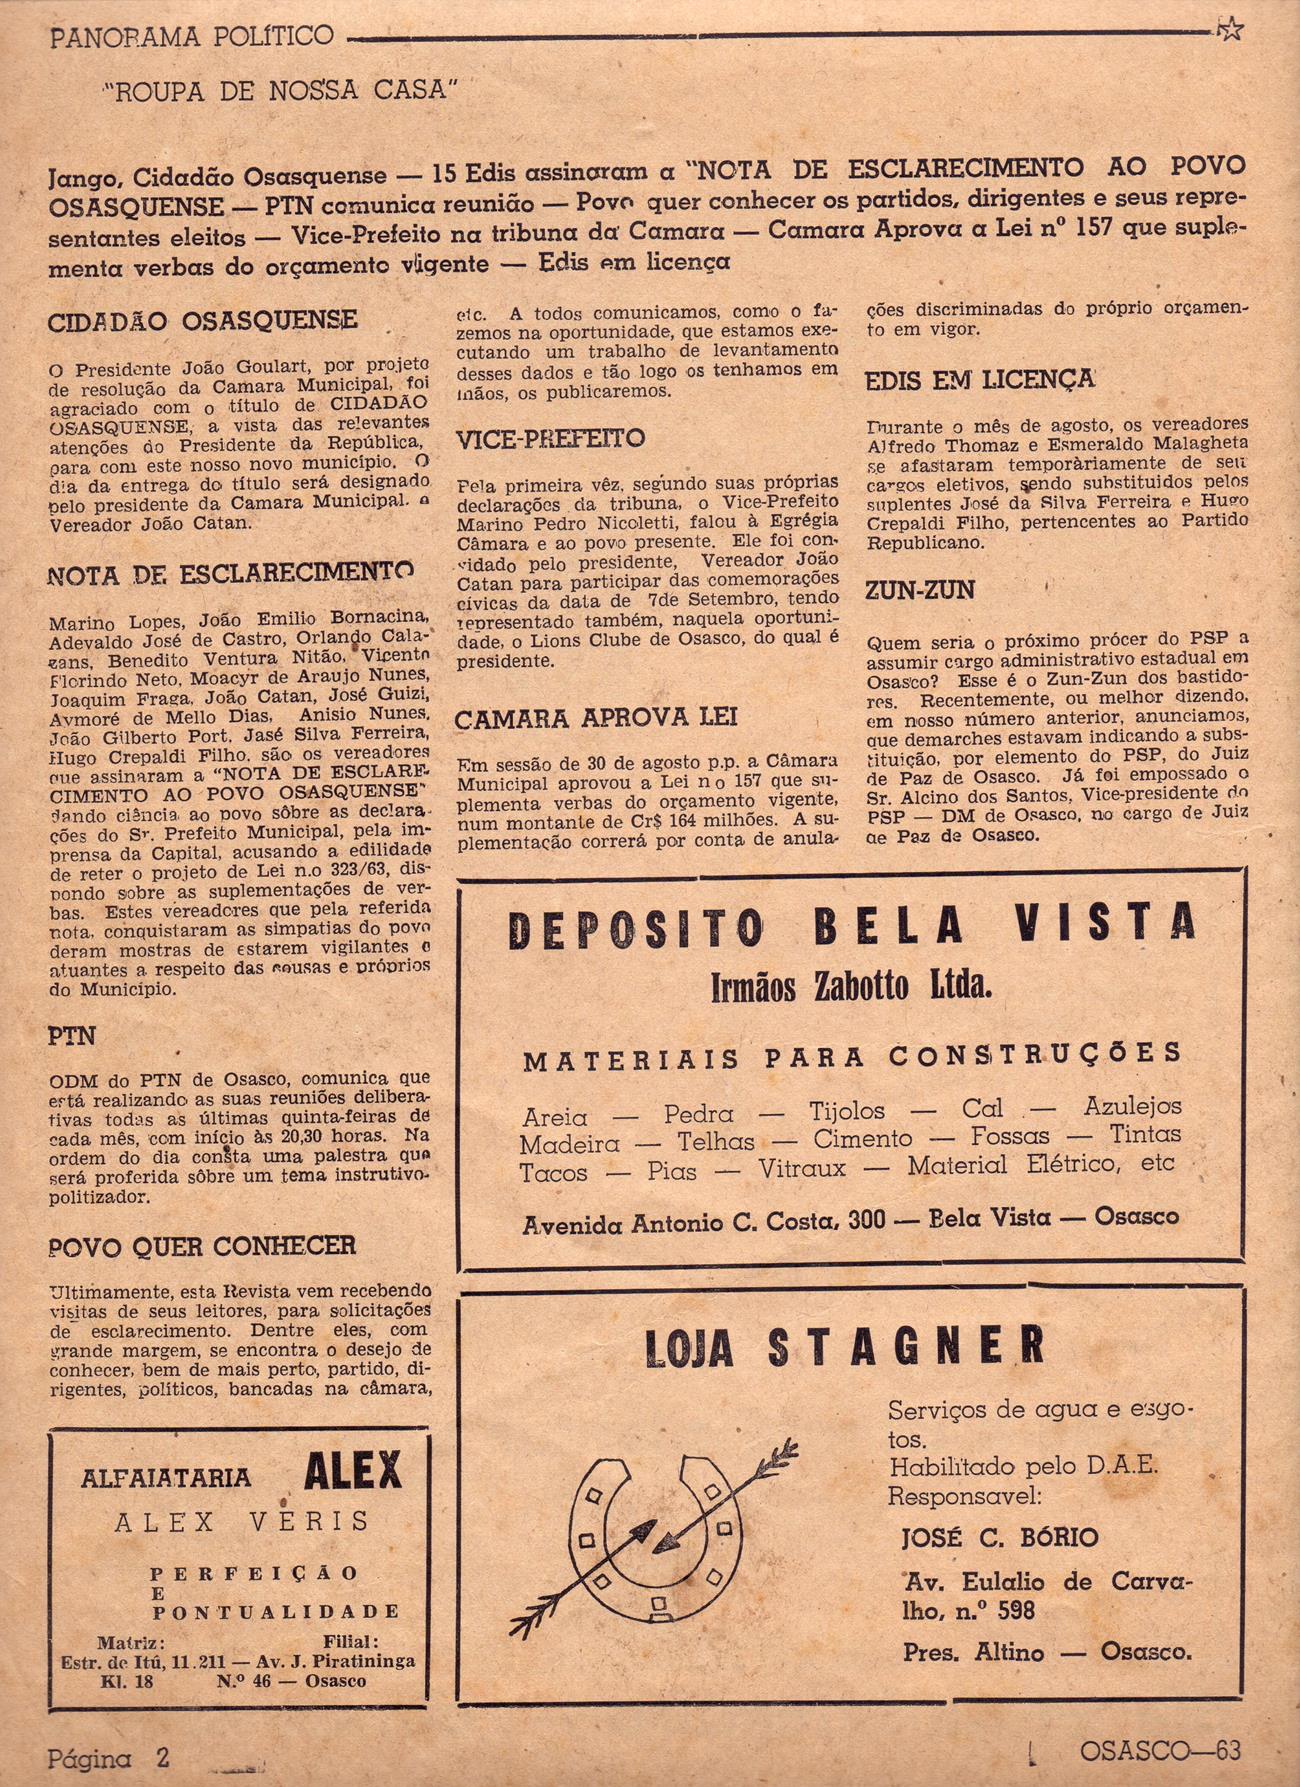 PANORAMA POLÍTICO
"ROUPA DE NOSSA CASA"
Jango, Cidadão Osasquense — 15 Edis assinaram a "NOTA DE ESCLARECIMENTO AO POVO
OSASQUENSE — PTN comunica reunião — Povo quer conhecer os partidos, dirigentes e seus repre-
sentantes eleitos — Vice-Prefeito na tribuna da Camara — Camara Aprova a Lei nº 157 que suple-
menta verbas do orçamento vigente — Edis em licença
CIDADÃO OSASQUENSE
O Presidente João Goulart, por projeto
de resolução da Camara Municipal, foi
agraciado com o título de CIDADÃO
OSASQUENSE, a vista das relevantes
atenções do Presidente da República,
para com este nosso novo município. O
dia da entrega do título será designado
pelo presidente da Camara Municipal. o
Vereador João Catan.
NOTA DE ESCLARECIMENTO
Marino Lopes, João Emilio Bornacina,
Adevaldo José de Castro, Orlando Cala-
zans, Benedito Ventura Nitão, Vicente
Florindo Neto, Moacyr de Araujo Nunes,
Joaquim Fraga, João Catan, José Guizi,
Aymoré de Mello Dias, Anisio Nunes,
João Gilberto Port, Jasé Silva Ferreira,
Hugo Crepaldi Filho, são os vereadores
que assinaram a "NOTA DE ESCLARE-
CIMENTO AO POVO OSASQUENSE"
dando ciência ao povo sôbre as declara-
ções do Sr. Prefeito Municipal, pela im-
prensa da Capital, acusando a edilidade
de reter o projeto de Lei n.o 323/63, dis-
pondo sobre as suplementações de ver-
bas. Estes vereadores que pela referida
nota, conquistaram as simpatias do povo
deram mostras de estarem vigilantes e
atuantes a respeito das cousas e próprios
do Município.
PTN
ODM do PTN de Osasco, comunica que
está realizando as suas reuniões delibera-
tivas todas as últimas quinta-feiras de
cada mês, com início às 20,30 horas. Na
ordem do dia consta uma palestra que
será proferida sôbre um tema instrutivo-
politizador.
POVO QUER CONHECER
Ultimamente, esta Revista vem recebendo
visitas de seus leitores, para solicitações
de esclarecimento. Dentre eles, com
grande margem, se encontra o desejo de
conhecer, bem de mais perto, partido, di-
rigentes, políticos, bancadas na câmara,
etc. A todos comunicamos, como o fa-
zemos na oportunidade, que estamos exe-
cutando um trabalho de levantamento
desses dados e tão logo os tenhamos em
mãos, os publicaremos.
VICE-PREFEITO
Pela primeira vêz, segundo suas próprias
declarações da tribuna, o Vice-Prefeito
Marino Pedro Nicoletti, falou à Egrégia
Câmara e ao povo presente. Ele foi con-
vidado pelo presidente, Vereador João
Catan para participar das comemorações
cívicas da data de 7de Setembro, tendo
representado também, naquela oportuni-
dade, o Lions Clube de Osasco, do qual é
presidente.
CAMARA APROVA LEI
Em sessão de 30 de agosto p.p. a Câmara
Municipal aprovou a Lei no 157 que su-
plementa verbas do orçamento vigente,
num montante de Cr$ 164 milhões. A su-
plementação correrá por conta de anula-
ções discriminadas do próprio orçamen-
to em vigor.
EDIS EM LICENÇA
Durante o mês de agosto, os vereadores
Alfredo Thomaz e Esmeraldo Malagheta
se afastaram temporàriamente de seu
cargos eletivos, sendo substituidos pelos
suplentes José da Silva Ferreira e Hugo
Crepaldi Filho, pertencentes ao Partido
Republicano.
ZUN-ZUN
Quem seria o próximo prócer do PSP a
assumir cargo administrativo estadual em
Osasco? Esse é o Zun-Zun dos bastido-
res. Recentemente, ou melhor dizendo,
em nosso número anterior, anunciamos,
que demarches estavam indicando a subs-
tituição, por elemento do PSP, do Juiz
de Paz de Osasco. Já foi empossado o
Sr. Alcino dos Santos, Vice-presidente do
PSP — DM de Osasco, no cargo de Juiz
de Paz de Osasco.
DEPOSITO BELA VISTA
Irmãos Zabotto Ltda.
MATERIAIS PARA CONSTRUÇÕES
Areia — Pedra — Tijolos — Cal — Azulejos
Madeira — Telhas — Cimento — Fossas — Tintas
Tacos — Pias — Vitraux — Material Elétrico, etc
Avenida Antonio C. Costa, 300 — Bela Vista — Osasco
ALFAIATARIA ALEX
ALEX VERIS
PERFEIÇÃO
E
PONTUALIDADE
Matriz: Filial:
Estr. de Itú, 11.211 — Av. J. Piratininga
Kl. 18 N.º 46 — Osasco
LOJA STAGNER
Serviços de agua e esgo-
tos.
Habilitado pelo D.A.E.
Responsavel:
JOSÉ C. BÓRIO
Av. Eulalio de Carva-
lho, n.º 598
Pres. Altino — Osasco.
Página 2
OSASCO—63